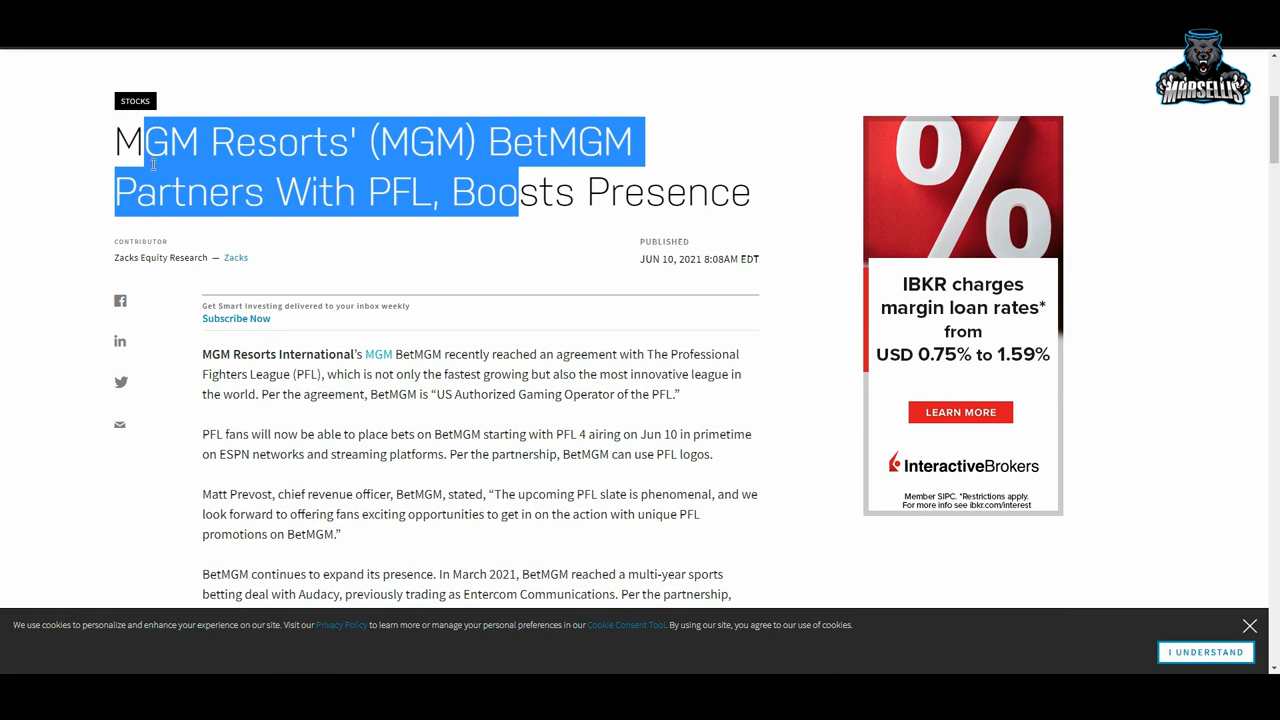 MARSELLIS
STOCKS
MGM Resorts' (MGM) BetMGM
Partners With PFL, Boosts Presence
CONTRIBUTOR
Zacks Equity Research — Zacks
PUBLISHED
JUN 10, 2021 8:08AM EDT
Get Smart Investing delivered to your inbox weekly
Subscribe Now
MGM Resorts International’s MGM BetMGM recently reached an agreement with The Professional
Fighters League (PFL), which is not only the fastest growing but also the most innovative league in
the world. Per the agreement, BetMGM is “US Authorized Gaming Operator of the PFL.”
PFL fans will now be able to place bets on BetMGM starting with PFL 4 airing on Jun 10 in primetime
on ESPN networks and streaming platforms. Per the partnership, BetMGM can use PFL logos.
Matt Prevost, chief revenue officer, BetMGM, stated, “The upcoming PFL slate is phenomenal, and we
look forward to offering fans exciting opportunities to get in on the action with unique PFL
promotions on BetMGM.”
BetMGM continues to expand its presence. In March 2021, BetMGM reached a multi-year sports
betting deal with Audacy, previously trading as Entercom Communications. Per the partnership,
%
IBKR charges
margin loan rates*
from
USD 0.75% to 1.59%
LEARN MORE
InteractiveBrokers
Member SIPC. *Restrictions apply.
For more info see ibkr.com/interest
We use cookies to personalize and enhance your experience on our site. Visit our Privacy Policy to learn more or manage your personal preferences in our Cookie Consent Tool. By using our site, you agree to our use of cookies.
I UNDERSTAND